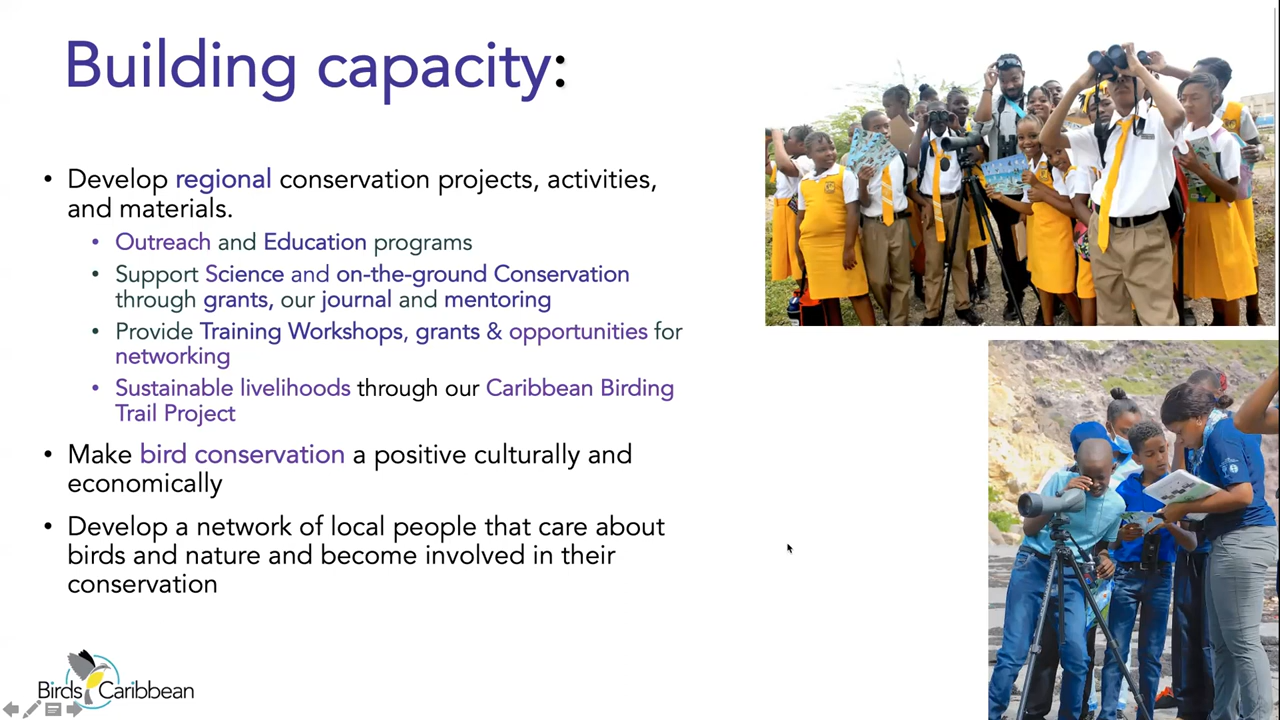 Building capacity:
• Develop regional conservation projects, activities,
and materials.
• Outreach and Education programs
• Support Science and on-the-ground Conservation
through grants, our journal and mentoring
• Provide Training Workshops, grants & opportunities for
networking
• Sustainable livelihoods through our Caribbean Birding
Trail Project
• Make bird conservation a positive culturally and
economically
• Develop a network of local people that care about
birds and nature and become involved in their
conservation
Birds Caribbean